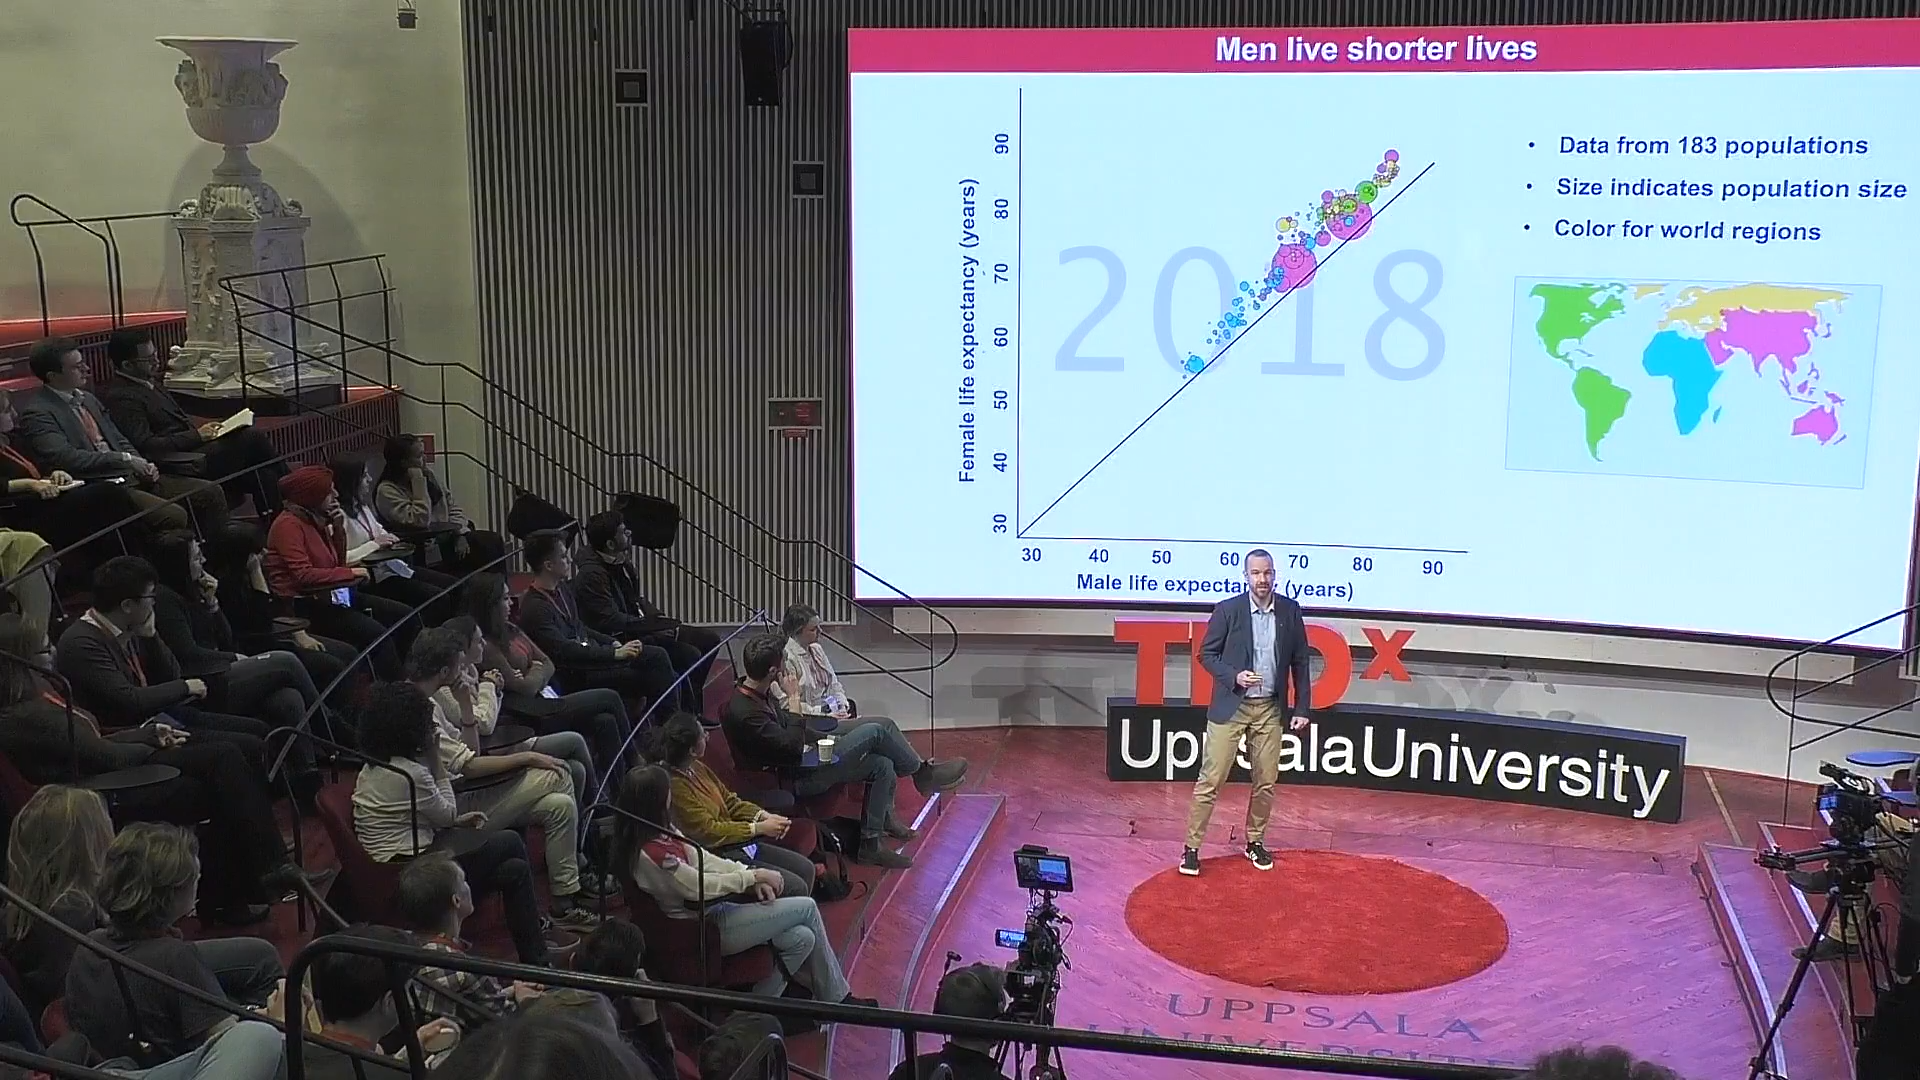 Men live shorter lives
• Data from 183 populations
• Size indicates population size
• Color for world regions
2018
Female life expectancy (years)
90
80
70
60
50
40
30
30 40 50 60 70 80 90
Male life expectancy (years)
TEDx
UppsalaUniversity
UPPSALA
UNIVERSITET